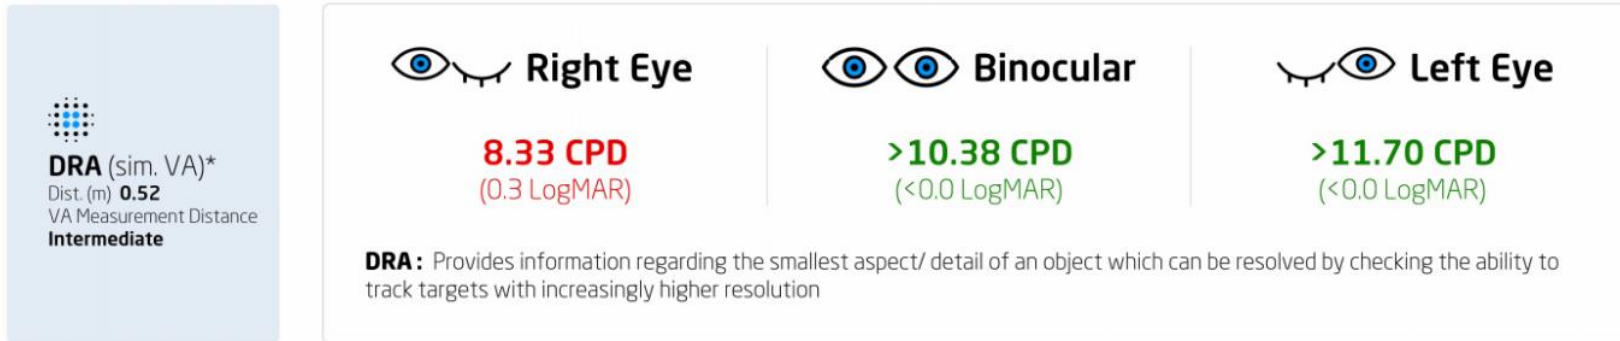 DRA (sim. VA)*
Dist. (m) 0.52
VA Measurement Distance
Intermediate
Right Eye
8.33 CPD
(0.3 LogMAR)
Binocular
>10.38 CPD
(<0.0 LogMAR)
Left Eye
>11.70 CPD
(<0.0 LogMAR)
DRA : Provides information regarding the smallest aspect/ detail of an object which can be resolved by checking the ability to
track targets with increasingly higher resolution